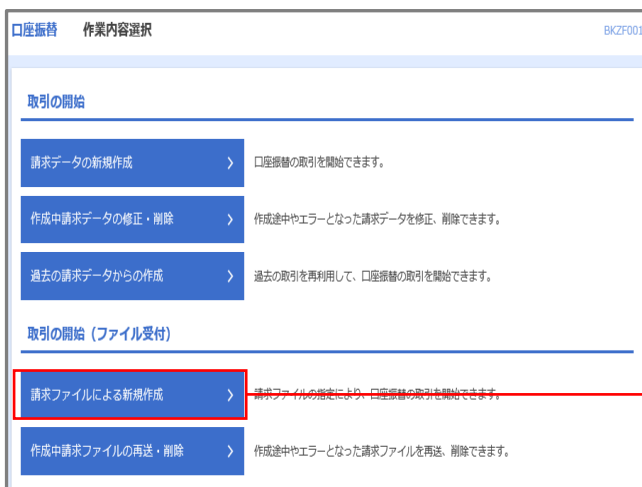 口座振替 作業内容選択 BKZF001
取引の開始
請求データの新規作成 口座振替の取引を開始できます。
作成中請求データの修正・削除 作成途中やエラーとなった請求データを修正、削除できます。
過去の請求データからの作成 過去の取引を再利用して、口座振替の取引を開始できます。
取引の開始（ファイル受付）
請求ファイルによる新規作成 請求ファイルの指定により、口座振替の取引を開始できます。
作成中請求ファイルの再送・削除 作成途中やエラーとなった請求ファイルを再送、削除できます。